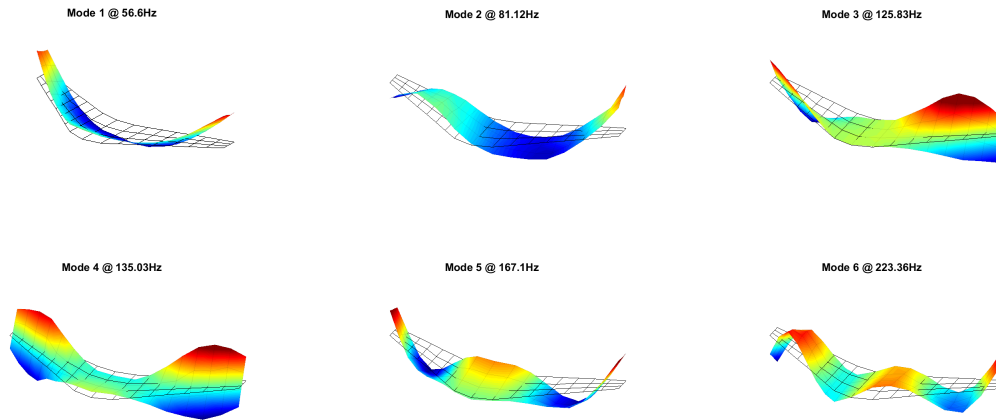 Mode 1 @ 56.6Hz
Mode 2 @ 81.12Hz
Mode 3 @ 125.83Hz
Mode 4 @ 135.03Hz
Mode 5 @ 167.1Hz
Mode 6 @ 223.36Hz